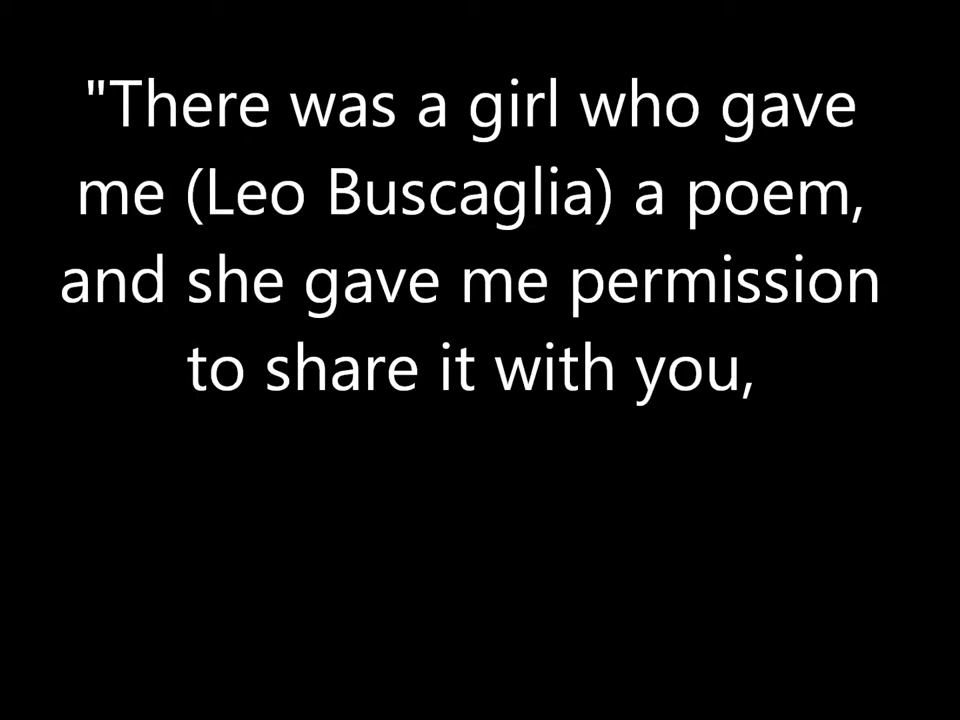 "There was a girl who gave
me (Leo Buscaglia) a poem,
and she gave me permission
to share it with you,